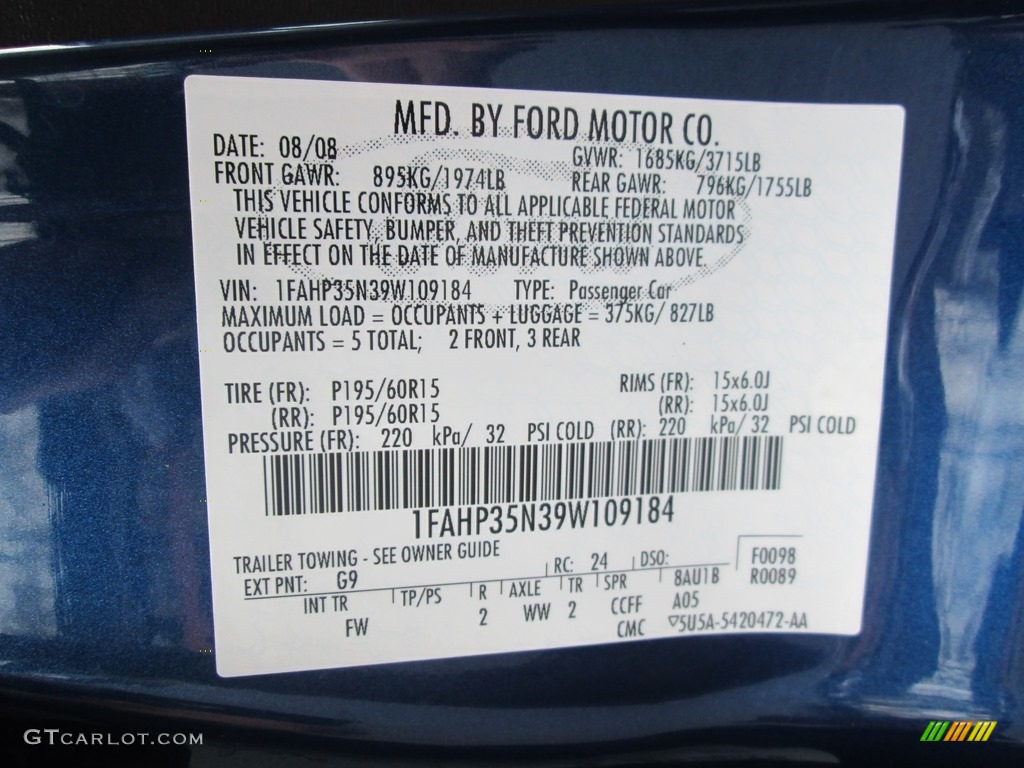 MFD. BY FORD MOTOR CO.
DATE: 08/08 GVWR: 1685KG/3715LB
FRONT GAWR: 895KG/1974LB REAR GAWR: 796KG/1755LB
THIS VEHICLE CONFORMS TO ALL APPLICABLE FEDERAL MOTOR
VEHICLE SAFETY, BUMPER, AND THEFT PREVENTION STANDARDS
IN EFFECT ON THE DATE OF MANUFACTURE SHOWN ABOVE.
VIN: 1FAHP35N39W109184 TYPE: Passenger Car
MAXIMUM LOAD = OCCUPANTS + LUGGAGE = 375KG/ 827LB
OCCUPANTS = 5 TOTAL; 2 FRONT, 3 REAR
TIRE (FR): P195/60R15 RIMS (FR): 15x6.0J
(RR): P195/60R15 (RR): 15x6.0J
PRESSURE (FR): 220 kPa/ 32 PSI COLD (RR): 220 kPa/ 32 PSI COLD
1FAHP35N39W109184
TRAILER TOWING - SEE OWNER GUIDE
EXT PNT: G9 RC: 24 DSO: F0098
INT TR TP/PS R AXLE TR SPR 8AU1B R0089
FW 2 WW 2 CCFF A05
CMC ▽5U5A-5420472-AA
GTCARLOT.COM